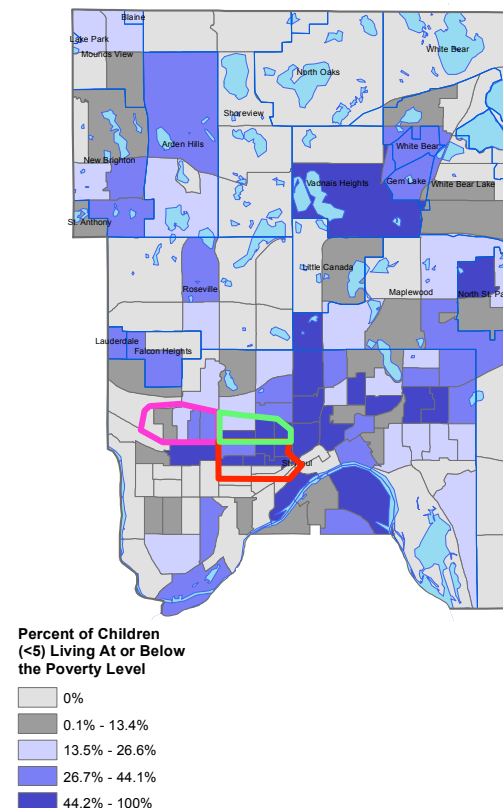 Blaine
Lake Park
White Bear
Mounds View
North Oaks
Shoreview
Arden Hills
White Bear
New Brighton
Vadnais Heights
Gem Lake
White Bear Lake
St. Anthony
Little Canada
Roseville
Maplewood
North St. Pa
Lauderdale
Falcon Heights
Percent of Children
(<5) Living At or Below
the Poverty Level
0%
0.1% - 13.4%
13.5% - 26.6%
26.7% - 44.1%
44.2% - 100%